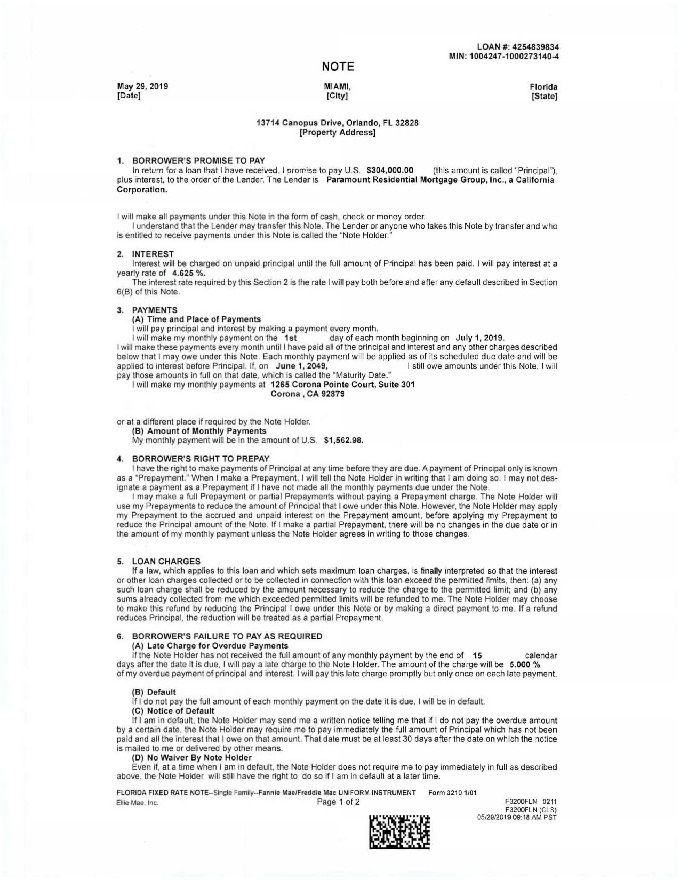 LOAN #: 4254839834
MIN: 1004247-1000273140-4
NOTE
May 29, 2019 MIAMI, Florida
[Date] [City] [State]
13714 Canopus Drive, Orlando, FL 32828
[Property Address]
1. BORROWER'S PROMISE TO PAY
In return for a loan that I have received, I promise to pay U.S. $304,000.00 (this amount is called "Principal"),
plus interest, to the order of the Lender. The Lender is Paramount Residential Mortgage Group, Inc., a California
Corporation.
I will make all payments under this Note in the form of cash, check or money order.
I understand that the Lender may transfer this Note. The Lender or anyone who takes this Note by transfer and who
is entitled to receive payments under this Note is called the "Note Holder."
2. INTEREST
Interest will be charged on unpaid principal until the full amount of Principal has been paid. I will pay interest at a
yearly rate of 4.625 %.
The interest rate required by this Section 2 is the rate I will pay both before and after any default described in Section
6(B) of this Note.
3. PAYMENTS
(A) Time and Place of Payments
I will pay principal and interest by making a payment every month.
I will make my monthly payment on the 1st day of each month beginning on July 1, 2019.
I will make these payments every month until I have paid all of the principal and interest and any other charges described
below that I may owe under this Note. Each monthly payment will be applied as of its scheduled due date and will be
applied to interest before Principal. If, on June 1, 2049, I still owe amounts under this Note, I will
pay those amounts in full on that date, which is called the "Maturity Date."
I will make my monthly payments at 1265 Corona Pointe Court, Suite 301
Corona , CA 92879
or at a different place if required by the Note Holder.
(B) Amount of Monthly Payments
My monthly payment will be in the amount of U.S. $1,562.98.
4. BORROWER'S RIGHT TO PREPAY
I have the right to make payments of Principal at any time before they are due. A payment of Principal only is known
as a "Prepayment." When I make a Prepayment, I will tell the Note Holder in writing that I am doing so. I may not des-
ignate a payment as a Prepayment if I have not made all the monthly payments due under the Note.
I may make a full Prepayment or partial Prepayments without paying a Prepayment charge. The Note Holder will
use my Prepayments to reduce the amount of Principal that I owe under this Note. However, the Note Holder may apply
my Prepayment to the accrued and unpaid interest on the Prepayment amount, before applying my Prepayment to
reduce the Principal amount of the Note. If I make a partial Prepayment, there will be no changes in the due date or in
the amount of my monthly payment unless the Note Holder agrees in writing to those changes.
5. LOAN CHARGES
If a law, which applies to this loan and which sets maximum loan charges, is finally interpreted so that the interest
or other loan charges collected or to be collected in connection with this loan exceed the permitted limits, then: (a) any
such loan charge shall be reduced by the amount necessary to reduce the charge to the permitted limit; and (b) any
sums already collected from me which exceeded permitted limits will be refunded to me. The Note Holder may choose
to make this refund by reducing the Principal I owe under this Note or by making a direct payment to me. If a refund
reduces Principal, the reduction will be treated as a partial Prepayment.
6. BORROWER'S FAILURE TO PAY AS REQUIRED
(A) Late Charge for Overdue Payments
If the Note Holder has not received the full amount of any monthly payment by the end of 15 calendar
days after the date it is due, I will pay a late charge to the Note Holder. The amount of the charge will be 5.000 %
of my overdue payment of principal and interest. I will pay this late charge promptly but only once on each late payment.
(B) Default
If I do not pay the full amount of each monthly payment on the date it is due, I will be in default.
(C) Notice of Default
If I am in default, the Note Holder may send me a written notice telling me that if I do not pay the overdue amount
by a certain date, the Note Holder may require me to pay immediately the full amount of Principal which has not been
paid and all the interest that I owe on that amount. That date must be at least 30 days after the date on which the notice
is mailed to me or delivered by other means.
(D) No Waiver By Note Holder
Even if, at a time when I am in default, the Note Holder does not require me to pay immediately in full as described
above, the Note Holder will still have the right to do so if I am in default at a later time.
FLORIDA FIXED RATE NOTE--Single Family--Fannie Mae/Freddie Mac UNIFORM INSTRUMENT Form 3210 1/01
Ellie Mae, Inc. Page 1 of 2 F3200FLN 0211
F3200FLN (CLS)
05/29/2019 09:18 AM PST